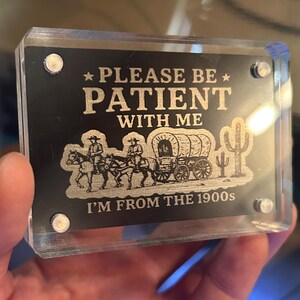 PLEASE BE
PATIENT
WITH ME
I'M FROM THE 1900s